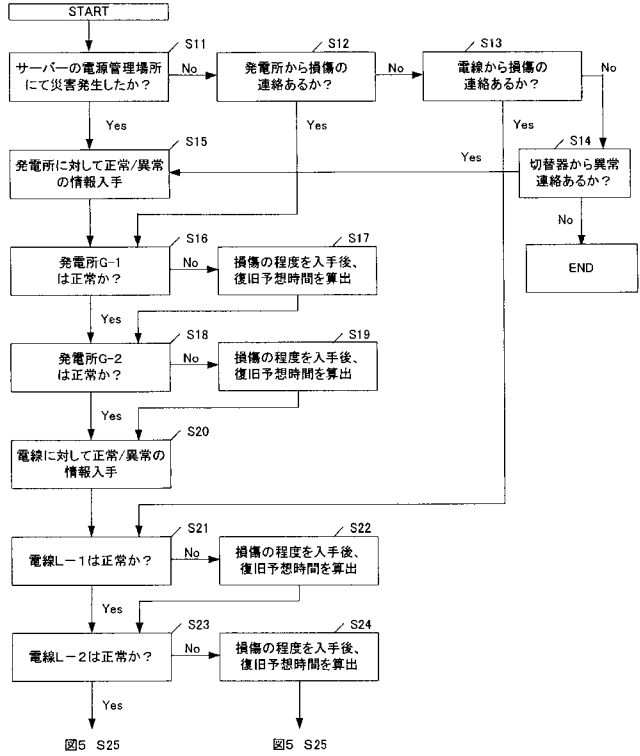 START
S11
サーバーの電源管理場所
にて災害発生したか?
No
S12
発電所から損傷の
連絡あるか?
No
S13
電線から損傷の
連絡あるか?
No
Yes
Yes
Yes
S14
切替器から異常
連絡あるか?
Yes
No
END
S15
発電所に対して正常/異常
の情報入手
S16
発電所G-1
は正常か?
No
S17
損傷の程度を入手後、
復旧予想時間を算出
Yes
S18
発電所G-2
は正常か?
No
S19
損傷の程度を入手後、
復旧予想時間を算出
Yes
S20
電線に対して正常/異常の
情報入手
S21
電線L-1は正常か?
No
S22
損傷の程度を入手後、
復旧予想時間を算出
Yes
S23
電線L-2は正常か?
No
S24
損傷の程度を入手後、
復旧予想時間を算出
Yes
図5 S25
図5 S25